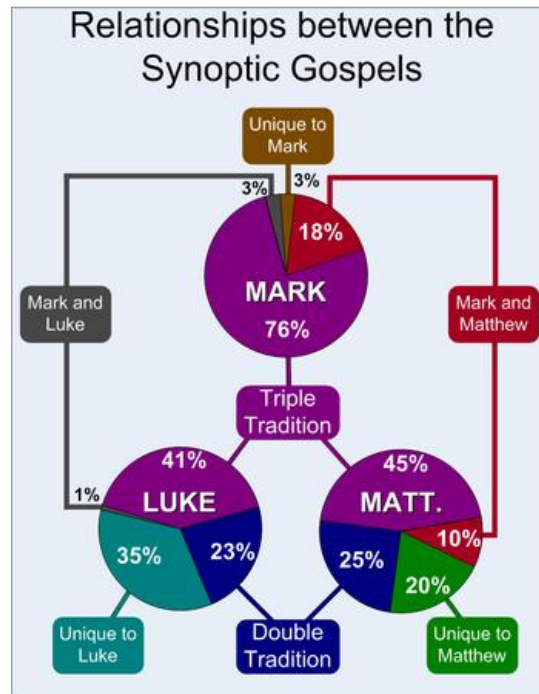 Relationships between the
Synoptic Gospels
Unique to
Mark
3%
3%
18%
MARK
76%
Mark and
Luke
Mark and
Matthew
Triple
Tradition
41%
LUKE
1%
35%
23%
45%
MATT.
10%
25%
20%
Unique to
Luke
Double
Tradition
Unique to
Matthew